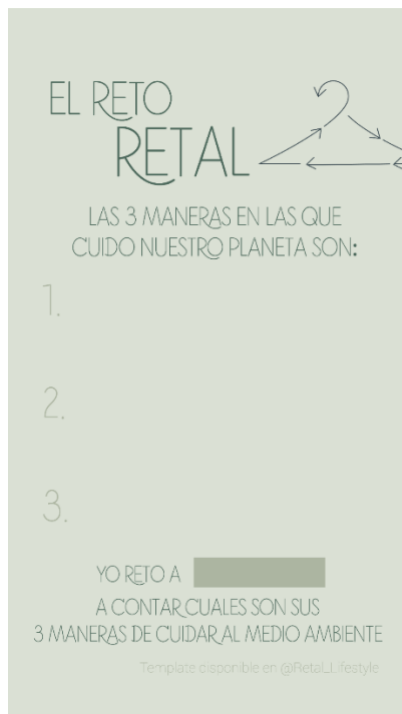 EL RETO
RETAL
LAS 3 MANERAS EN LAS QUE
CUIDO NUESTRO PLANETA SON:
1.
2.
3.
YO RETO A
A CONTAR CUALES SON SUS
3 MANERAS DE CUIDAR AL MEDIO AMBIENTE
Template disponible en @Retal_Lifestyle